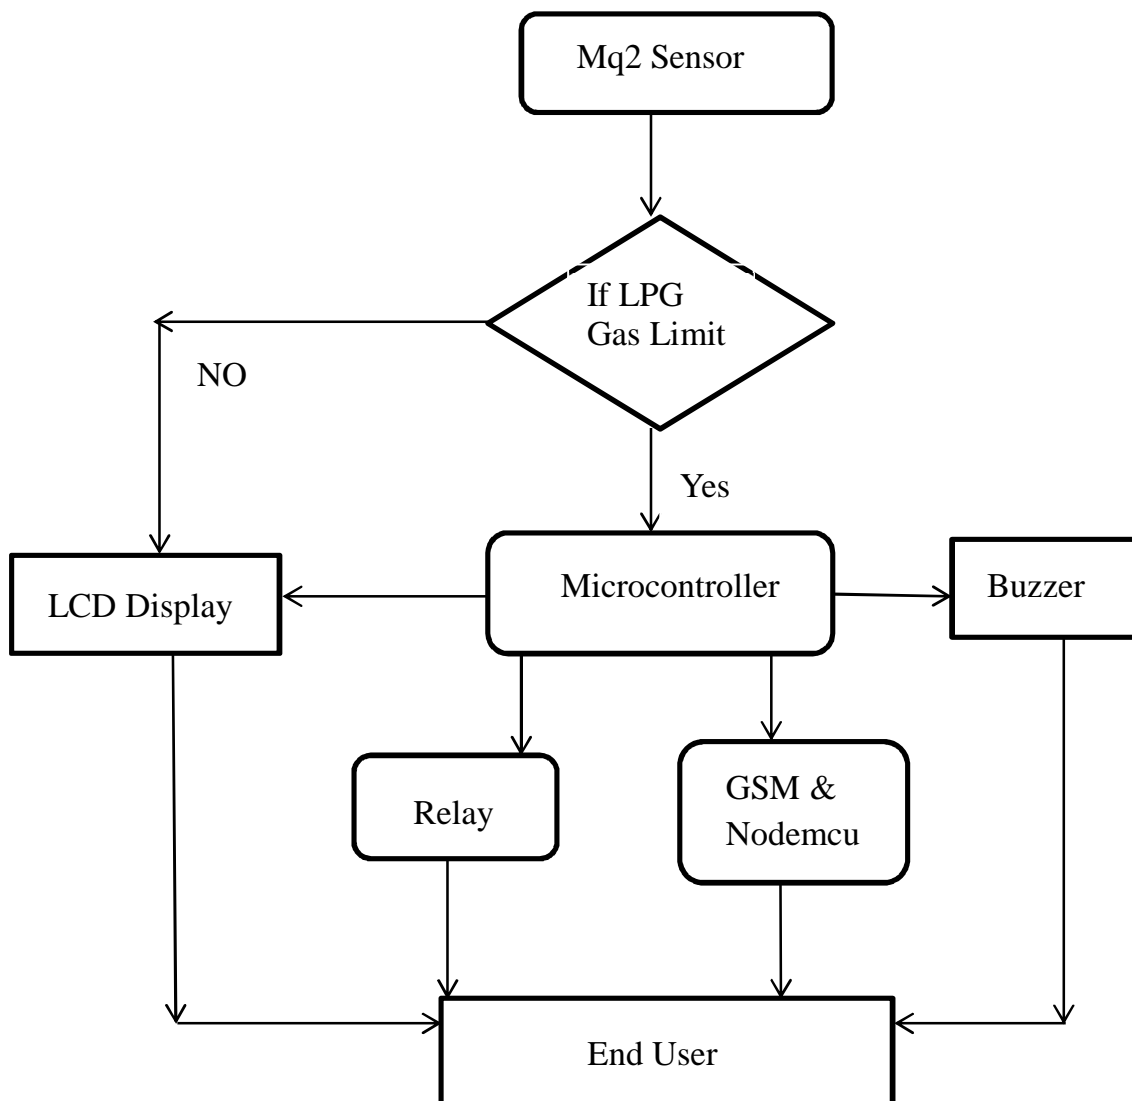 Mq2 Sensor
If LPG
Gas Limit
NO
Yes
LCD Display
Microcontroller
Buzzer
Relay
GSM &
Nodemcu
End User